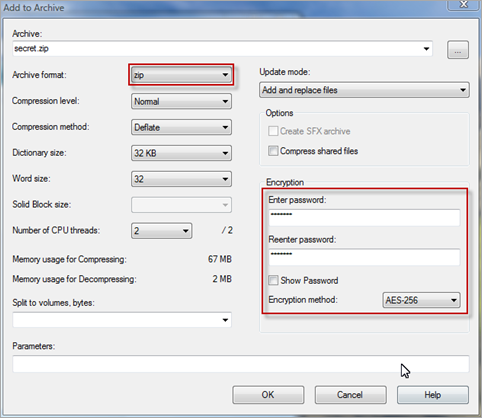 Add to Archive
Archive:
secret.zip
...
Archive format: zip
Update mode:
Add and replace files
Compression level: Normal
Compression method: Deflate
Dictionary size: 32 KB
Word size: 32
Solid Block size:
Number of CPU threads: 2 / 2
Memory usage for Compressing: 67 MB
Memory usage for Decompressing: 2 MB
Split to volumes, bytes:
Options
Create SFX archive
Compress shared files
Encryption
Enter password:
*******
Reenter password:
*******
Show Password
Encryption method: AES-256
Parameters:
OK Cancel Help